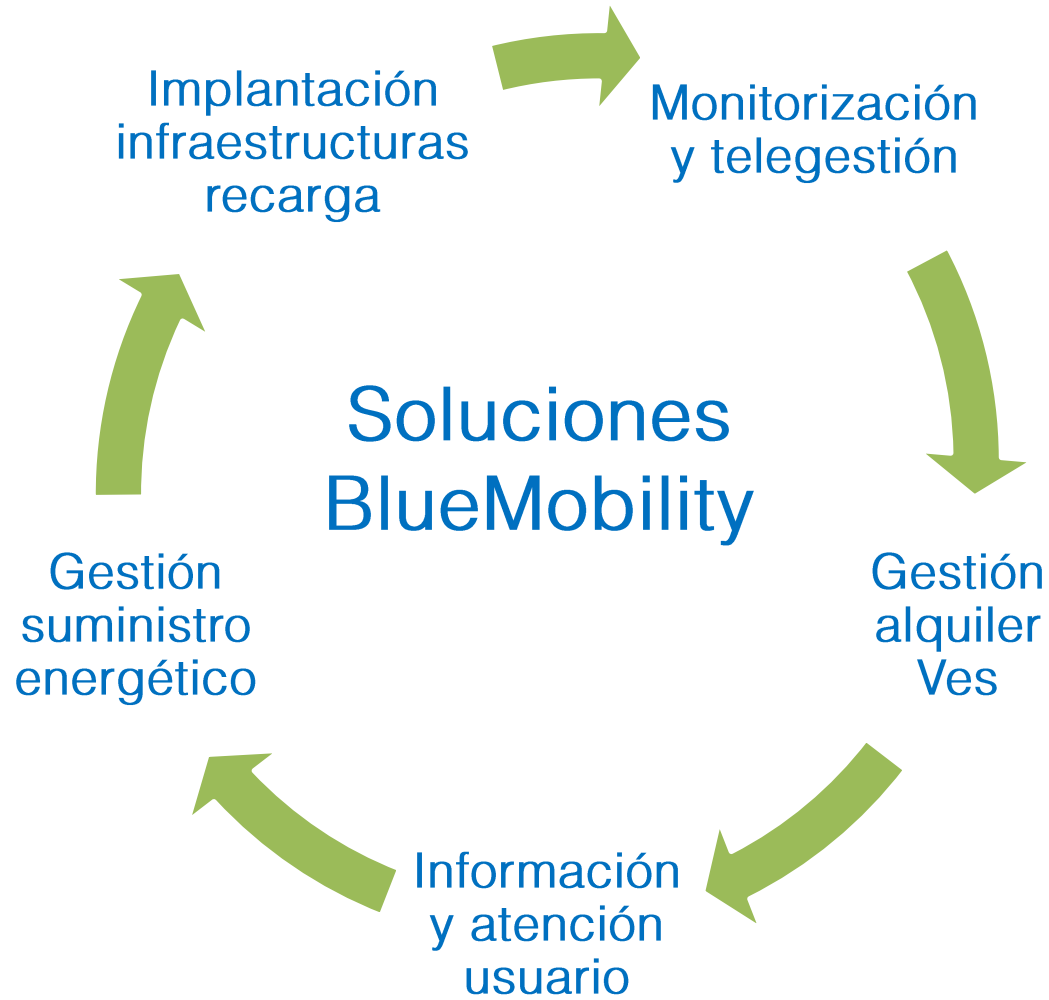 Implantación
infraestructuras
recarga
Monitorización
y telegestión
Soluciones
BlueMobility
Gestión
alquiler
Ves
Información
y atención
usuario
Gestión
suministro
energético